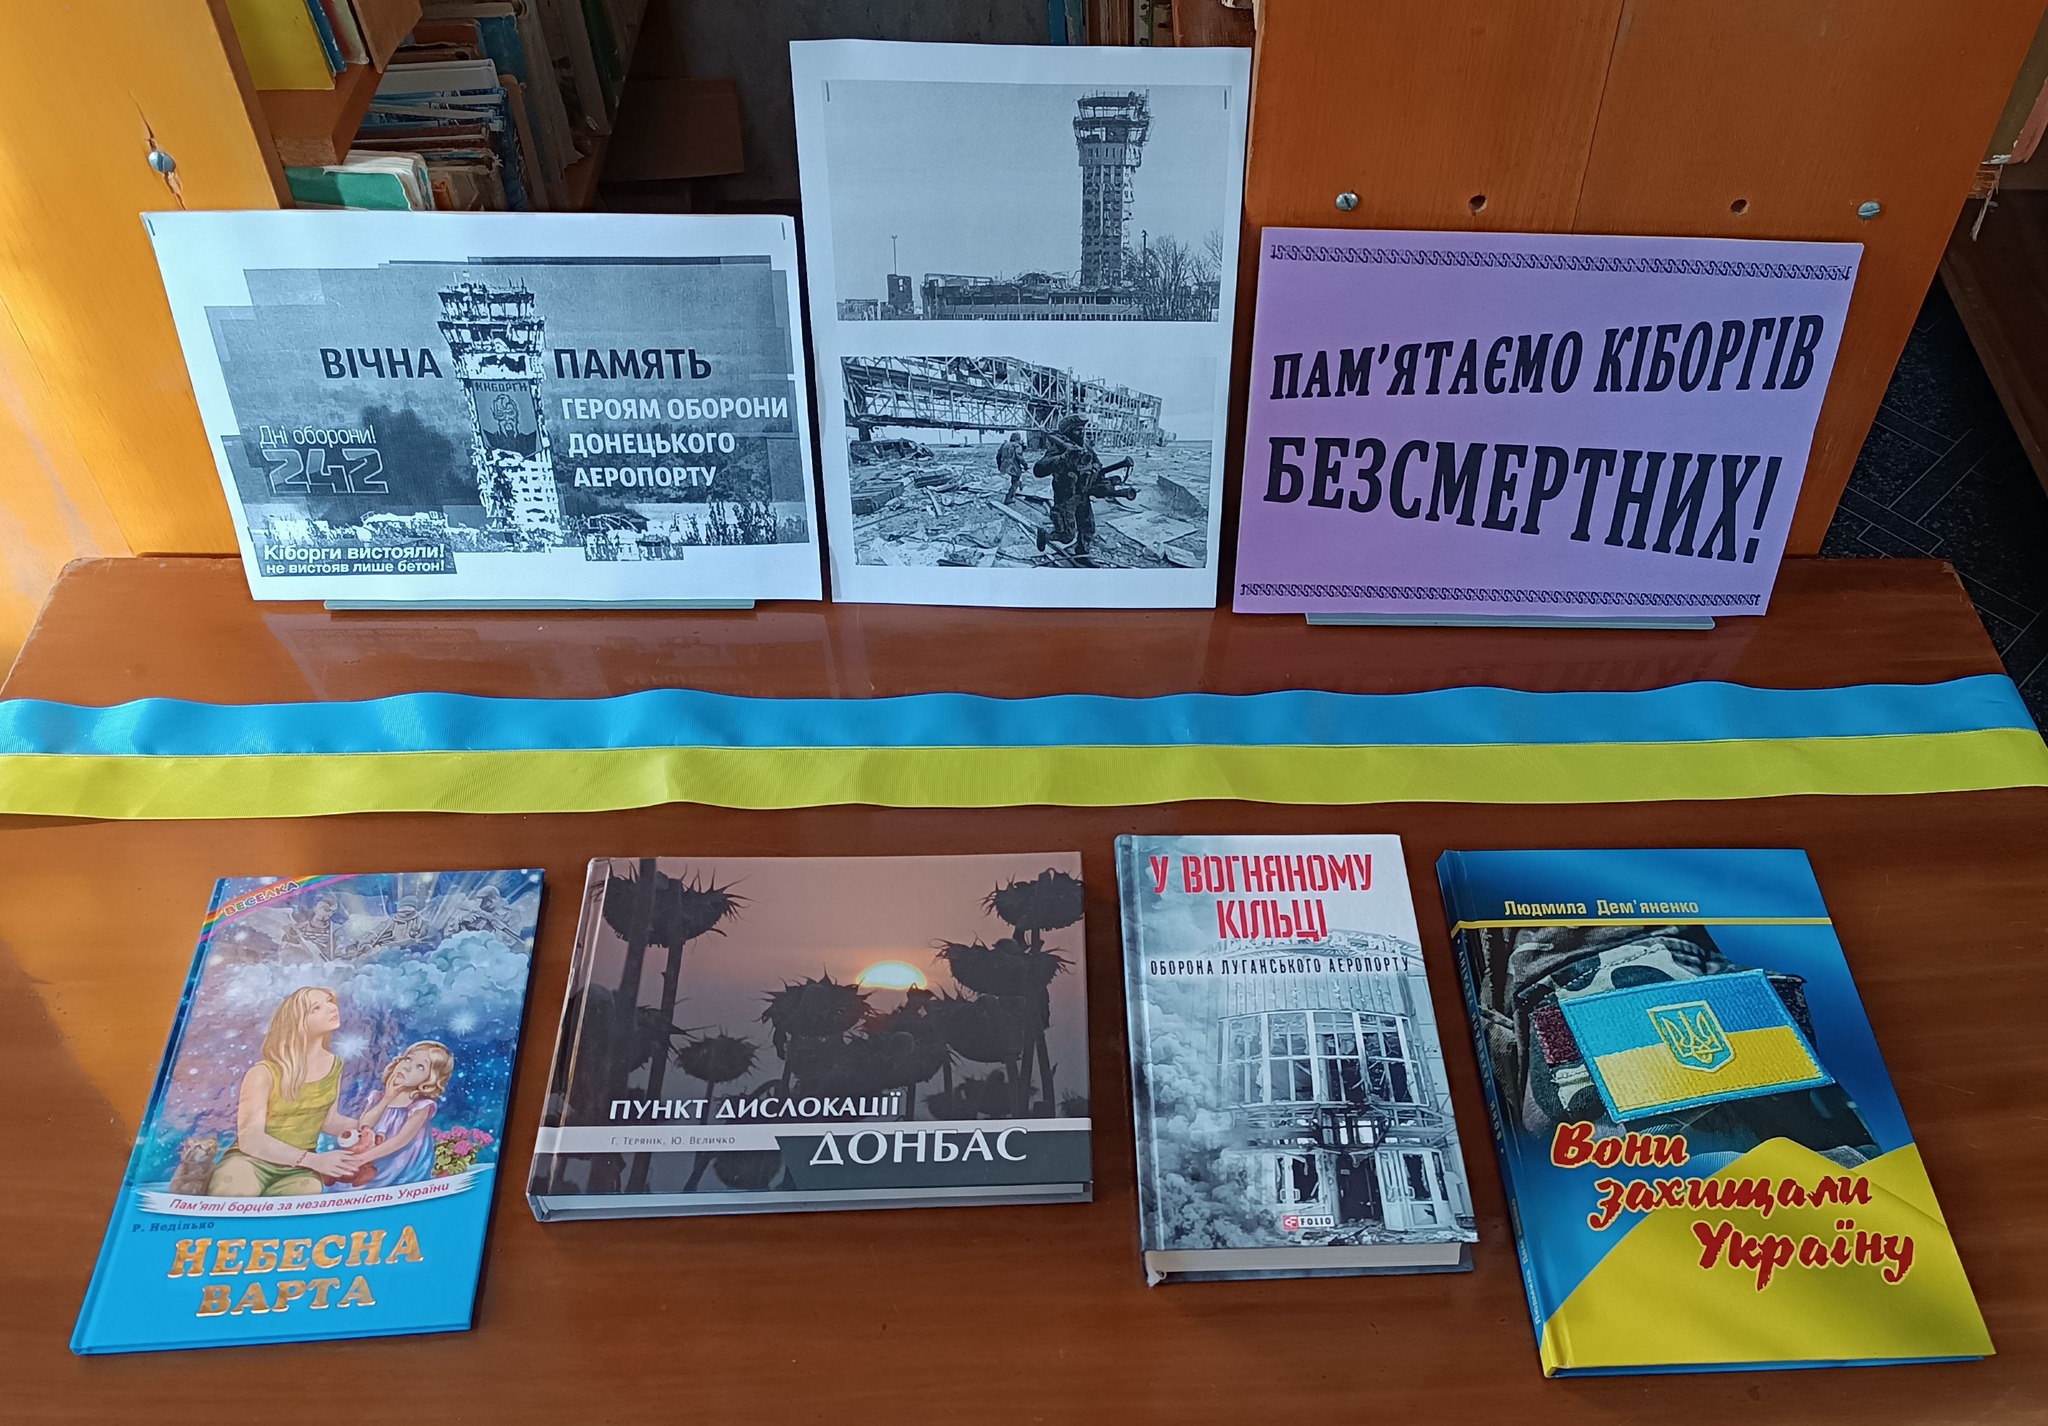 ВІЧНА ПАМЯТЬ
КІБОРГИ
ГЕРОЯМ ОБОРОНИ
ДОНЕЦЬКОГО
АЕРОПОРТУ
Дні оборони!
242
Кіборги вистояли!
не вистояв лише бетон!
ПАМ'ЯТАЄМО КІБОРГІВ
БЕЗСМЕРТНИХ!
ВЕСЕЛКА
Пам'яті борців за незалежність України
Р. Неділько
НЕБЕСНА
ВАРТА
ПУНКТ ДИСЛОКАЦІЇ
Г. Терянік, Ю. Величко
ДОНБАС
У ВОГНЯНОМУ
КІЛЬЦІ
ОБОРОНА ЛУГАНСЬКОГО АЕРОПОРТУ
FOLIO
Людмила Дем'яненко
Вони
захищали
Україну